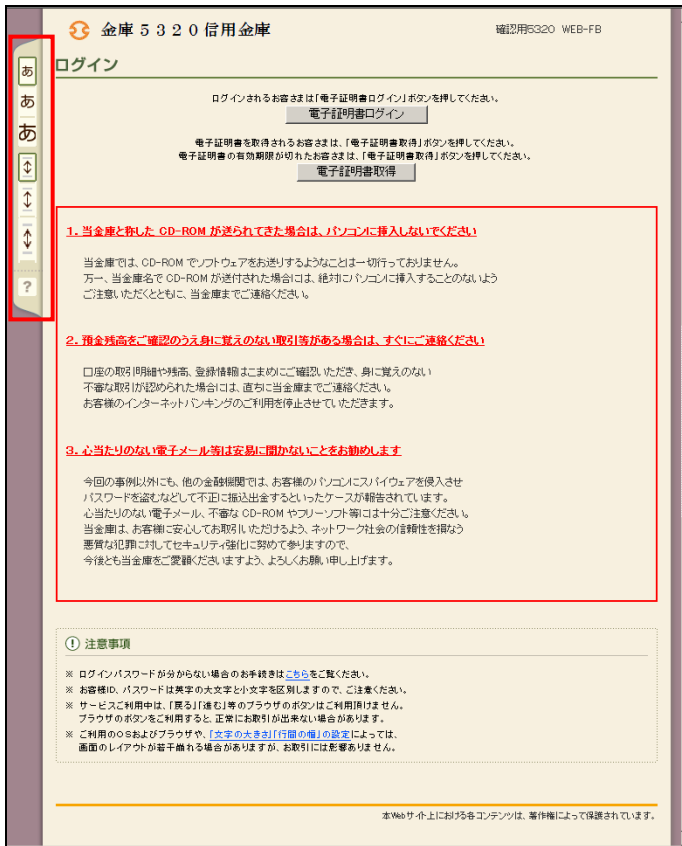 金庫５３２０信用金庫
確認用5320 WEB-FB
ログイン
あ
あ
あ
?
ログインされるお客さまは「電子証明書ログイン」ボタンを押してください。
電子証明書ログイン
電子証明書を取得されるお客さまは、「電子証明書取得」ボタンを押してください。
電子証明書の有効期限が切れたお客さまは、「電子証明書取得」ボタンを押してください。
電子証明書取得
1. 当金庫と称した CD-ROM が送られてきた場合は、パソコンに挿入しないでください
当金庫では、CD-ROM でソフトウェアをお送りするようなことは一切行っておりません。
万一、当金庫名で CD-ROM が送付された場合には、絶対にパソコンに挿入することのないよう
ご注意いただくとともに、当金庫までご連絡ください。
2. 預金残高をご確認のうえ身に覚えのない取引等がある場合は、すぐにご連絡ください
口座の取引明細や残高、登録情報はこまめにご確認いただき、身に覚えのない
不審な取引が認められた場合には、直ちに当金庫までご連絡ください。
お客様のインターネットバンキングのご利用を停止させていただきます。
3. 心当たりのない電子メール等は安易に開かないことをお勧めします
今回の事例以外にも、他の金融機関では、お客様のパソコンにスパイウェアを侵入させ
パスワードを盗むなどして不正に振込出金するといったケースが報告されています。
心当たりのない電子メール、不審な CD-ROM やフリーソフト等には十分ご注意ください。
当金庫は、お客様に安心してお取引いただけるよう、ネットワーク社会の信頼性を損なう
悪質な犯罪に対してセキュリティ強化に努めて参りますので、
今後とも当金庫をご愛顧くださいますよう、よろしくお願い申し上げます。
! 注意事項
※ ログインパスワードが分からない場合のお手続きはこちらをご覧ください。
※ お客様ID、パスワードは英字の大文字と小文字を区別しますので、ご注意ください。
※ サービスご利用中は、「戻る」「進む」等のブラウザのボタンはご利用頂けません。
ブラウザのボタンをご利用すると、正常にお取引が出来ない場合があります。
※ ご利用のＯＳおよびブラウザや、「文字の大きさ」「行間の幅」の設定によっては、
画面のレイアウトが若干崩れる場合がありますが、お取引には影響ありません。
本Webサイト上における各コンテンツは、著作権によって保護されています。